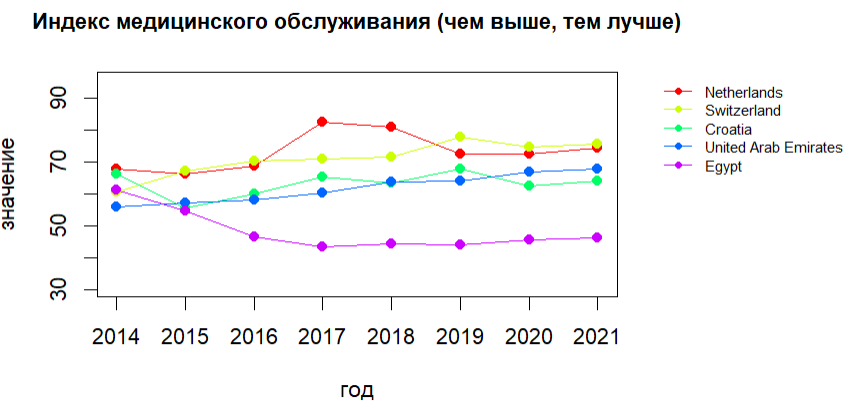 Индекс медицинского обслуживания (чем выше, тем лучше)
значение
90
70
50
30
2014 2015 2016 2017 2018 2019 2020 2021
год
Netherlands
Switzerland
Croatia
United Arab Emirates
Egypt